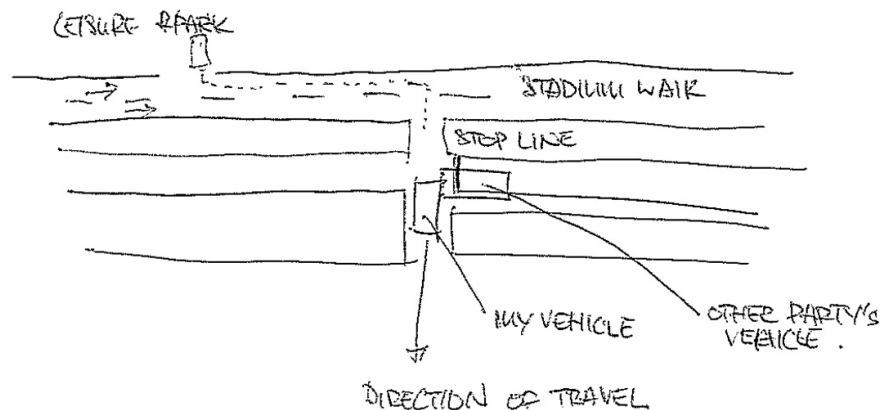 LEISURE PARK
STADIUM WALK
STOP LINE
MY VEHICLE
OTHER PARTY'S
VEHICLE.
DIRECTION OF TRAVEL